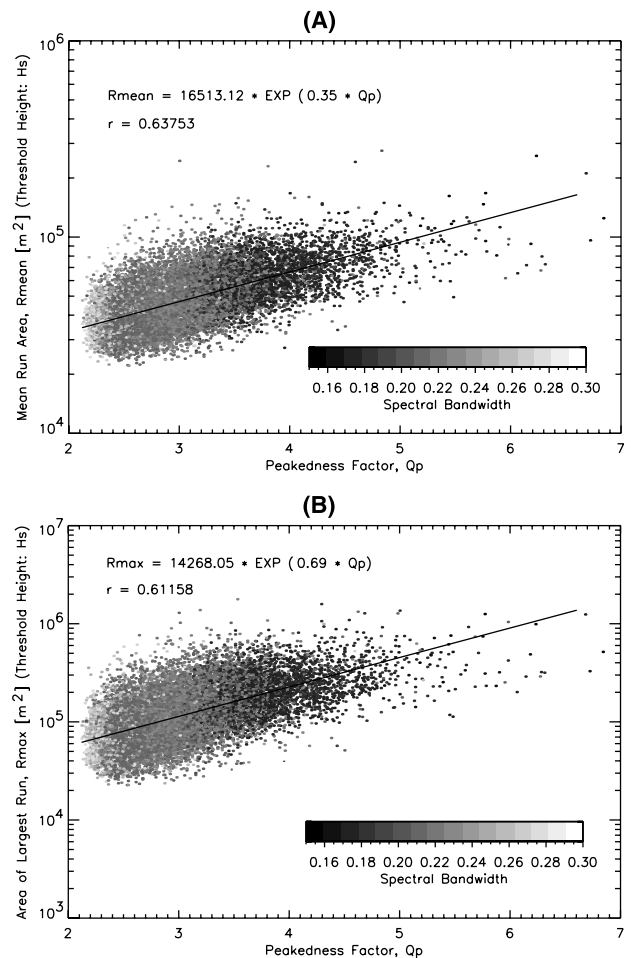 (A)
10^6
10^5
10^4
Mean Run Area, Rmean [m^2] (Threshold Height: Hs)
Rmean = 16513.12 * EXP (0.35 * Qp)
r = 0.63753
0.16 0.18 0.20 0.22 0.24 0.26 0.28 0.30
Spectral Bandwidth
2 3 4 5 6 7
Peakedness Factor, Qp
(B)
10^7
10^6
10^5
10^4
10^3
Area of Largest Run, Rmax [m^2] (Threshold Height: Hs)
Rmax = 14268.05 * EXP (0.69 * Qp)
r = 0.61158
0.16 0.18 0.20 0.22 0.24 0.26 0.28 0.30
Spectral Bandwidth
2 3 4 5 6 7
Peakedness Factor, Qp